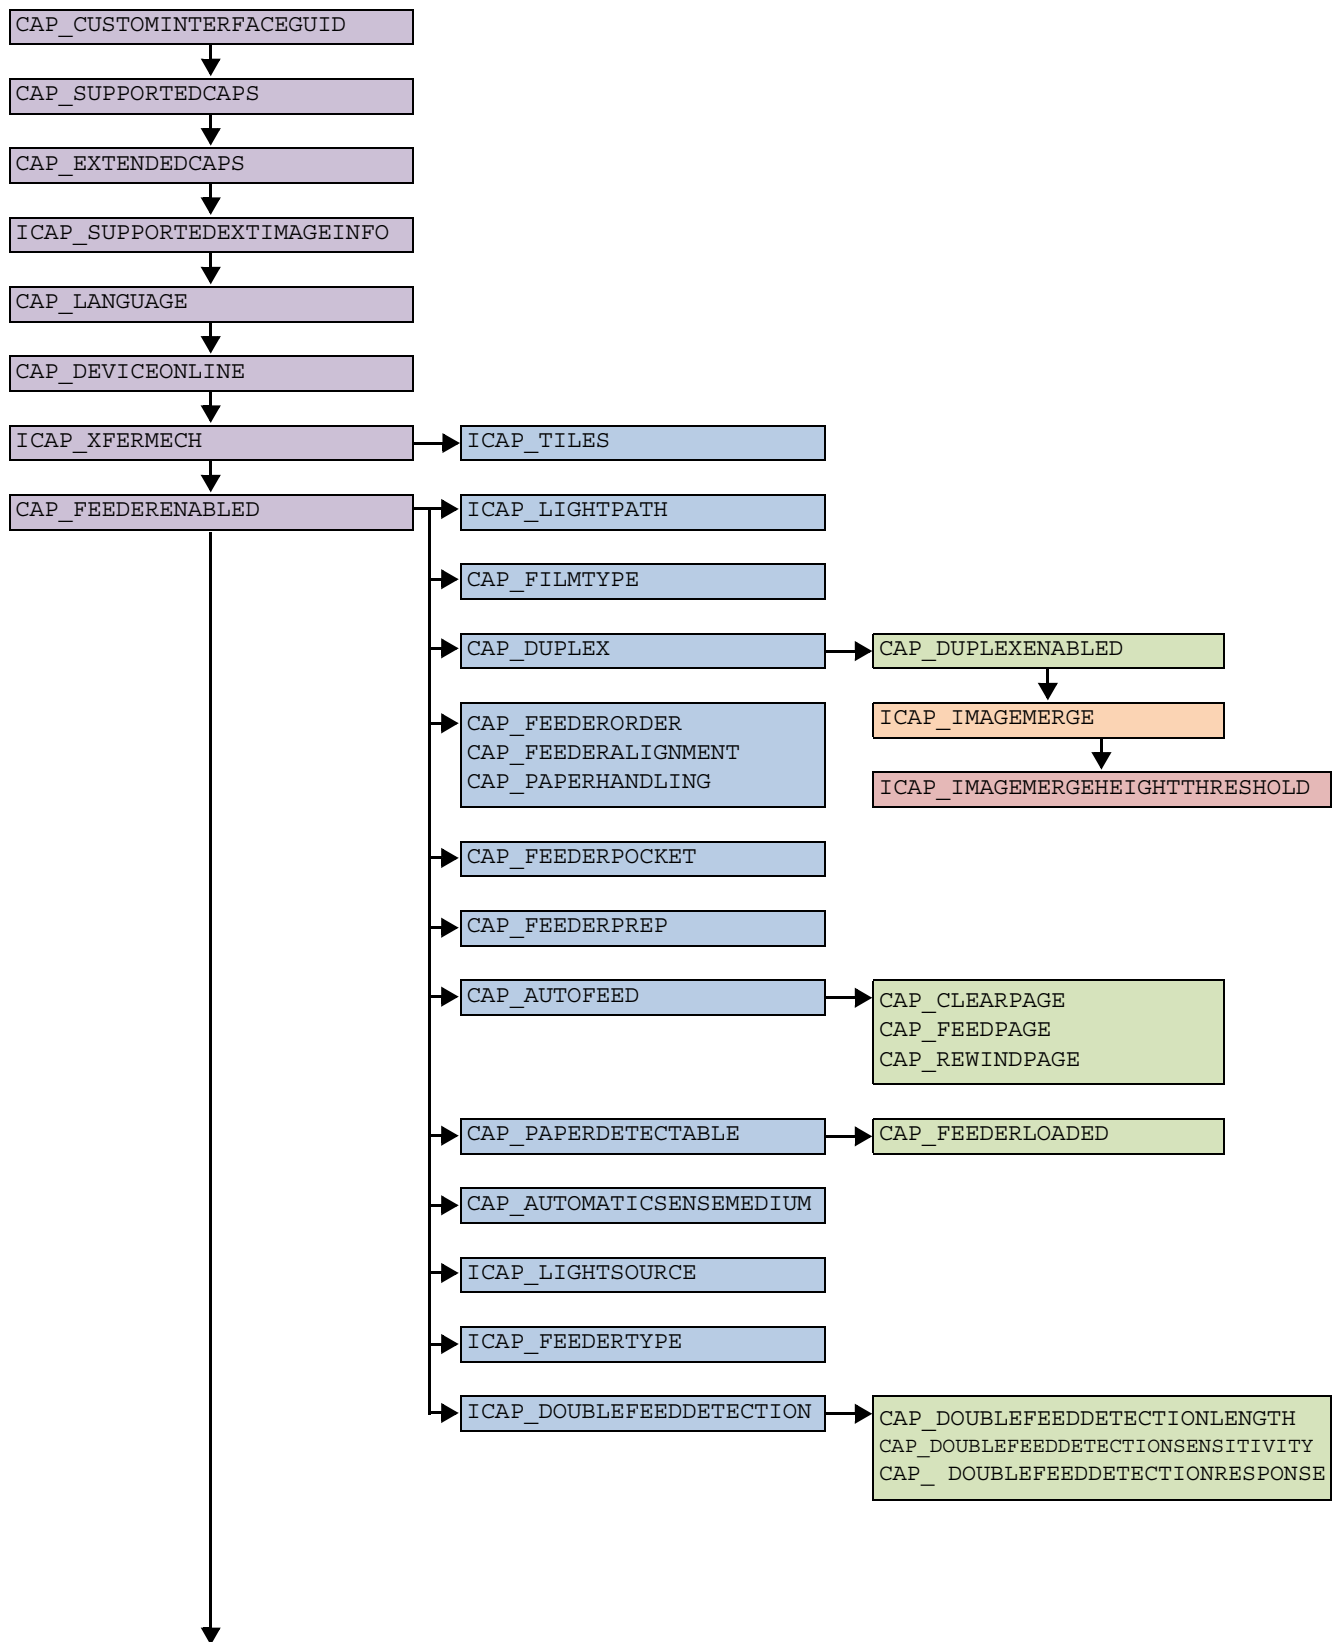 CAP_CUSTOMINTERFACEGUID
CAP_SUPPORTEDCAPS
CAP_EXTENDEDCAPS
ICAP_SUPPORTEDEXTIMAGEINFO
CAP_LANGUAGE
CAP_DEVICEONLINE
ICAP_XFERMECH
ICAP_TILES
CAP_FEEDERENABLED
ICAP_LIGHTPATH
CAP_FILMTYPE
CAP_DUPLEX
CAP_DUPLEXENABLED
ICAP_IMAGEMERGE
ICAP_IMAGEMERGEHEIGHTTHRESHOLD
CAP_FEEDERORDER
CAP_FEEDERALIGNMENT
CAP_PAPERHANDLING
CAP_FEEDERPOCKET
CAP_FEEDERPREP
CAP_AUTOFEED
CAP_CLEARPAGE
CAP_FEEDPAGE
CAP_REWINDPAGE
CAP_PAPERDETECTABLE
CAP_FEEDERLOADED
CAP_AUTOMATICSENSEMEDIUM
ICAP_LIGHTSOURCE
ICAP_FEEDERTYPE
ICAP_DOUBLEFEEDDETECTION
CAP_DOUBLEFEEDDETECTIONLENGTH
CAP_DOUBLEFEEDDETECTIONSENSITIVITY
CAP_ DOUBLEFEEDDETECTIONRESPONSE